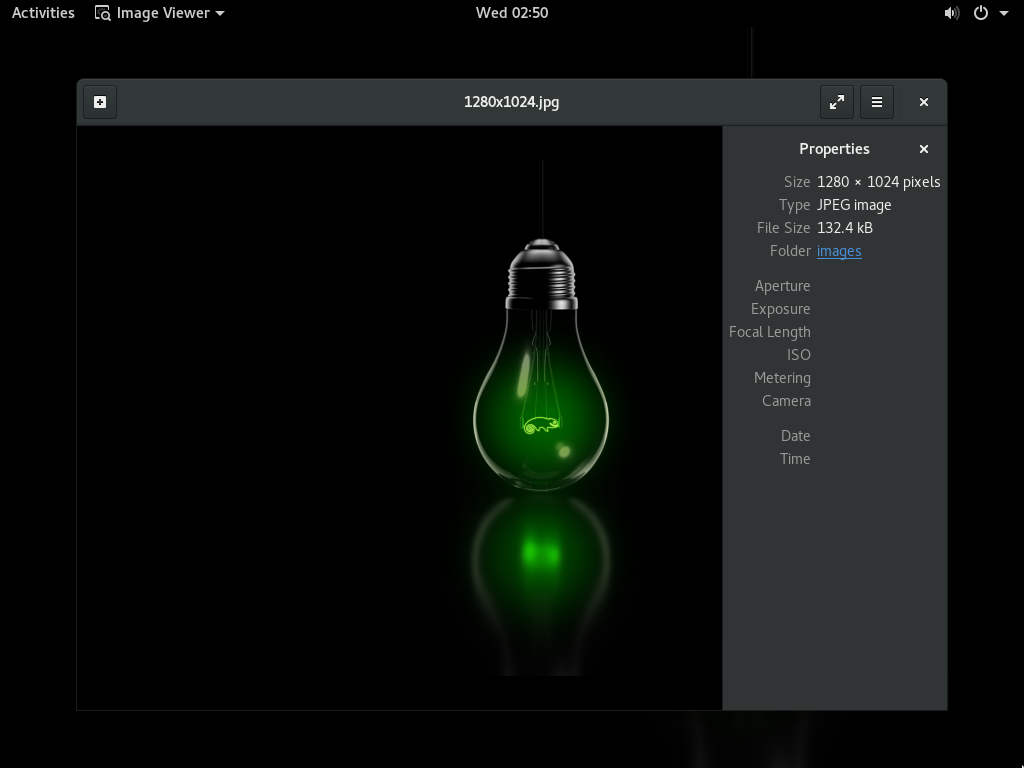 Activities Image Viewer Wed 02:50
1280x1024.jpg
Properties
Size 1280 × 1024 pixels
Type JPEG image
File Size 132.4 kB
Folder images
Aperture
Exposure
Focal Length
ISO
Metering
Camera
Date
Time